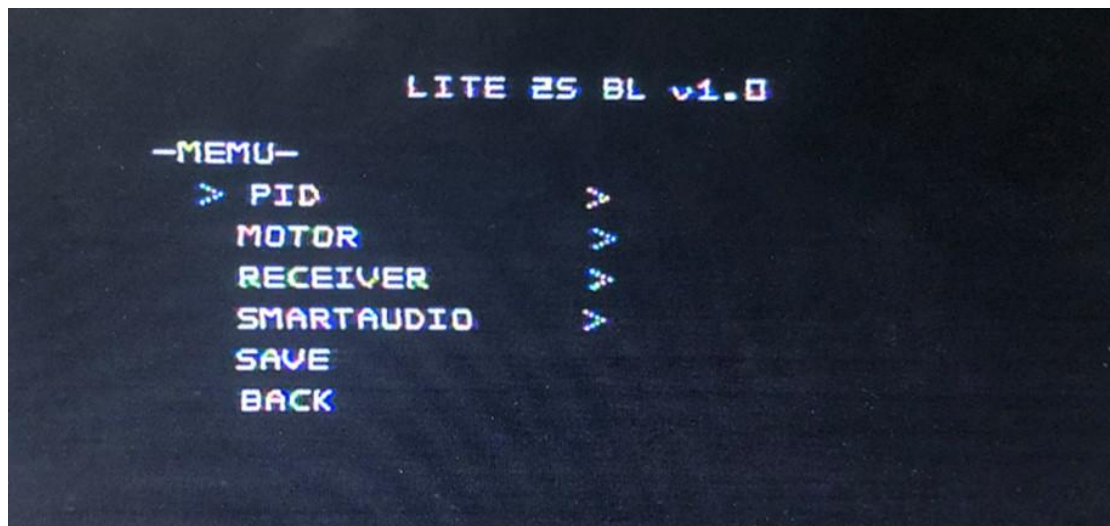 LITE 2S BL v1.0
-MEMU-
> PID >
MOTOR >
RECEIVER >
SMARTAUDIO >
SAVE
BACK